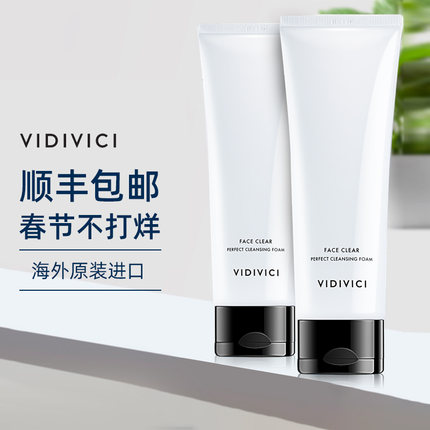 VIDIVICI
顺丰包邮
春节不打烊
海外原装进口
FACE CLEAR
PERFECT CLEANSING FOAM
VIDIVICI
FACE CLEAR
PERFECT CLEANSING FOAM
VIDIVICI